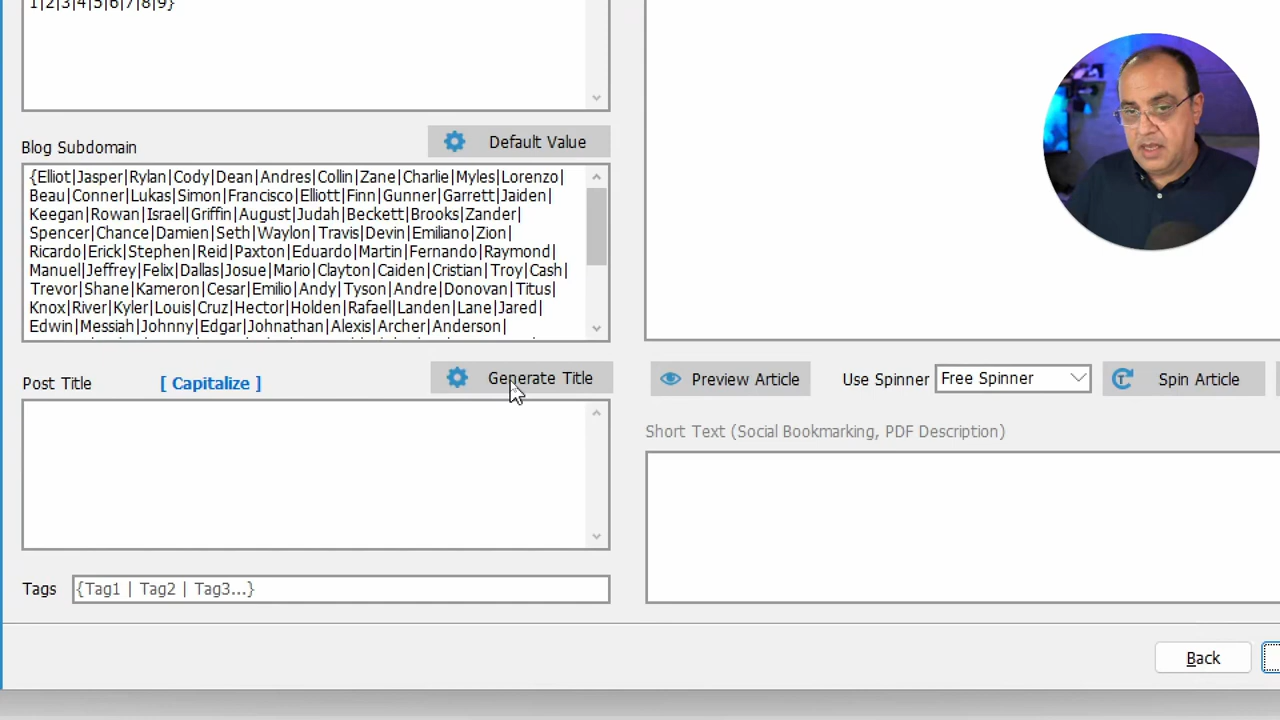 1|2|3|4|5|6|7|8|9}
Blog Subdomain
Default Value
{Elliot|Jasper|Rylan|Cody|Dean|Andres|Collin|Zane|Charlie|Myles|Lorenzo|
Beau|Conner|Lukas|Simon|Francisco|Elliott|Finn|Gunner|Garrett|Jaiden|
Keegan|Rowan|Israel|Griffin|August|Judah|Beckett|Brooks|Zander|
Spencer|Chance|Damien|Seth|Waylon|Travis|Devin|Emiliano|Zion|
Ricardo|Erick|Stephen|Reid|Paxton|Eduardo|Martin|Fernando|Raymond|
Manuel|Jeffrey|Felix|Dallas|Josue|Mario|Clayton|Caiden|Cristian|Troy|Cash|
Trevor|Shane|Kameron|Cesar|Emilio|Andy|Tyson|Andre|Donovan|Titus|
Knox|River|Kyler|Louis|Cruz|Hector|Holden|Rafael|Landen|Lane|Jared|
Edwin|Messiah|Johnny|Edgar|Johnathan|Alexis|Archer|Anderson|
Post Title [ Capitalize ] Generate Title
Tags {Tag1 | Tag2 | Tag3...}
Preview Article Use Spinner Free Spinner Spin Article
Short Text (Social Bookmarking, PDF Description)
Back